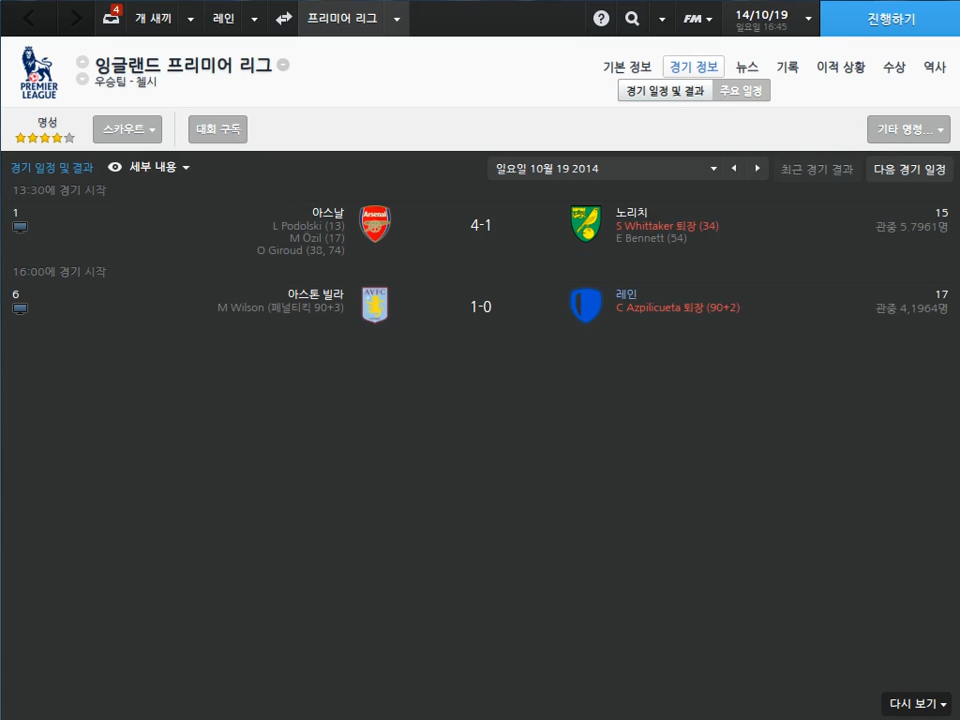 4
개 새끼
레인
프리미어 리그
?
FM
14/10/19
일요일 16:45
진행하기
PREMIER
LEAGUE
잉글랜드 프리미어 리그
우승팀 - 첼시
기본 정보
경기 정보
뉴스
기록
이적 상황
수상
역사
경기 일정 및 결과
주요 일정
명성
스카우트
대회 구독
기타 명령...
경기 일정 및 결과
세부 내용
일요일 10월 19 2014
최근 경기 결과
다음 경기 일정
13:30에 경기 시작
1
아스날
L Podolski (13)
M Özil (17)
O Giroud (38, 74)
Arsenal
4-1
노리치
S Whittaker 퇴장 (34)
E Bennett (54)
15
관중 5 7961명
16:00에 경기 시작
6
아스톤 빌라
M Wilson (페널티킥 90+3)
AVFC
1-0
레인
C Azpilicueta 퇴장 (90+2)
17
관중 4,1964명
다시 보기